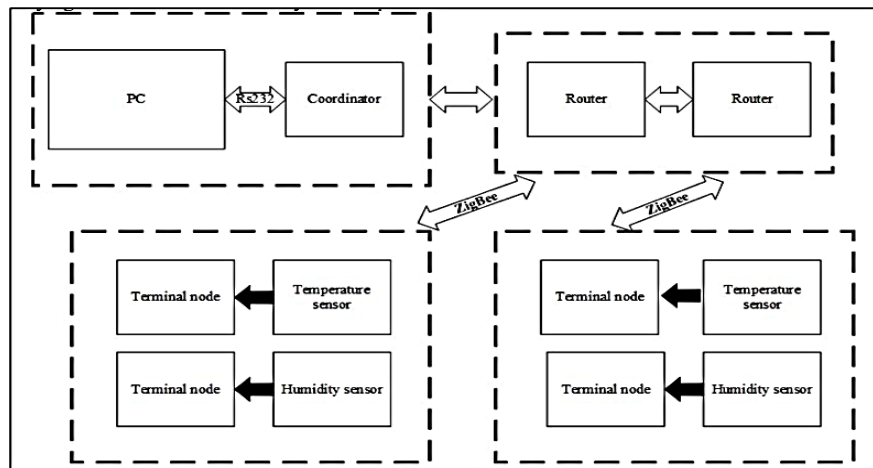 PC
Rs232
Coordinator
Router
Router
ZigBee
ZigBee
Terminal node
Temperature
sensor
Terminal node
Humidity sensor
Terminal node
Temperature
sensor
Terminal node
Humidity sensor